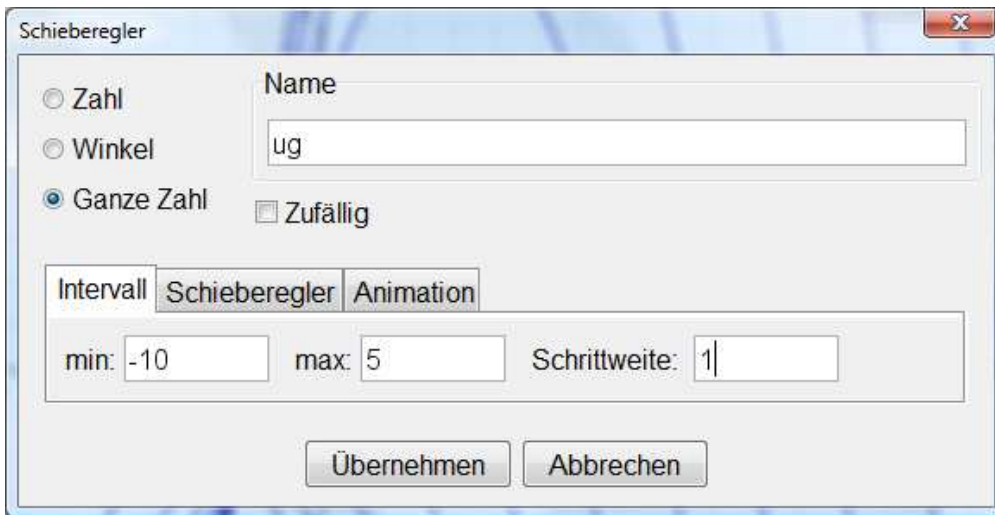 Schieberegler
Zahl
Name
Winkel
ug
Ganze Zahl
Zufällig
Intervall Schieberegler Animation
min: -10 max: 5 Schrittweite: 1
Übernehmen Abbrechen